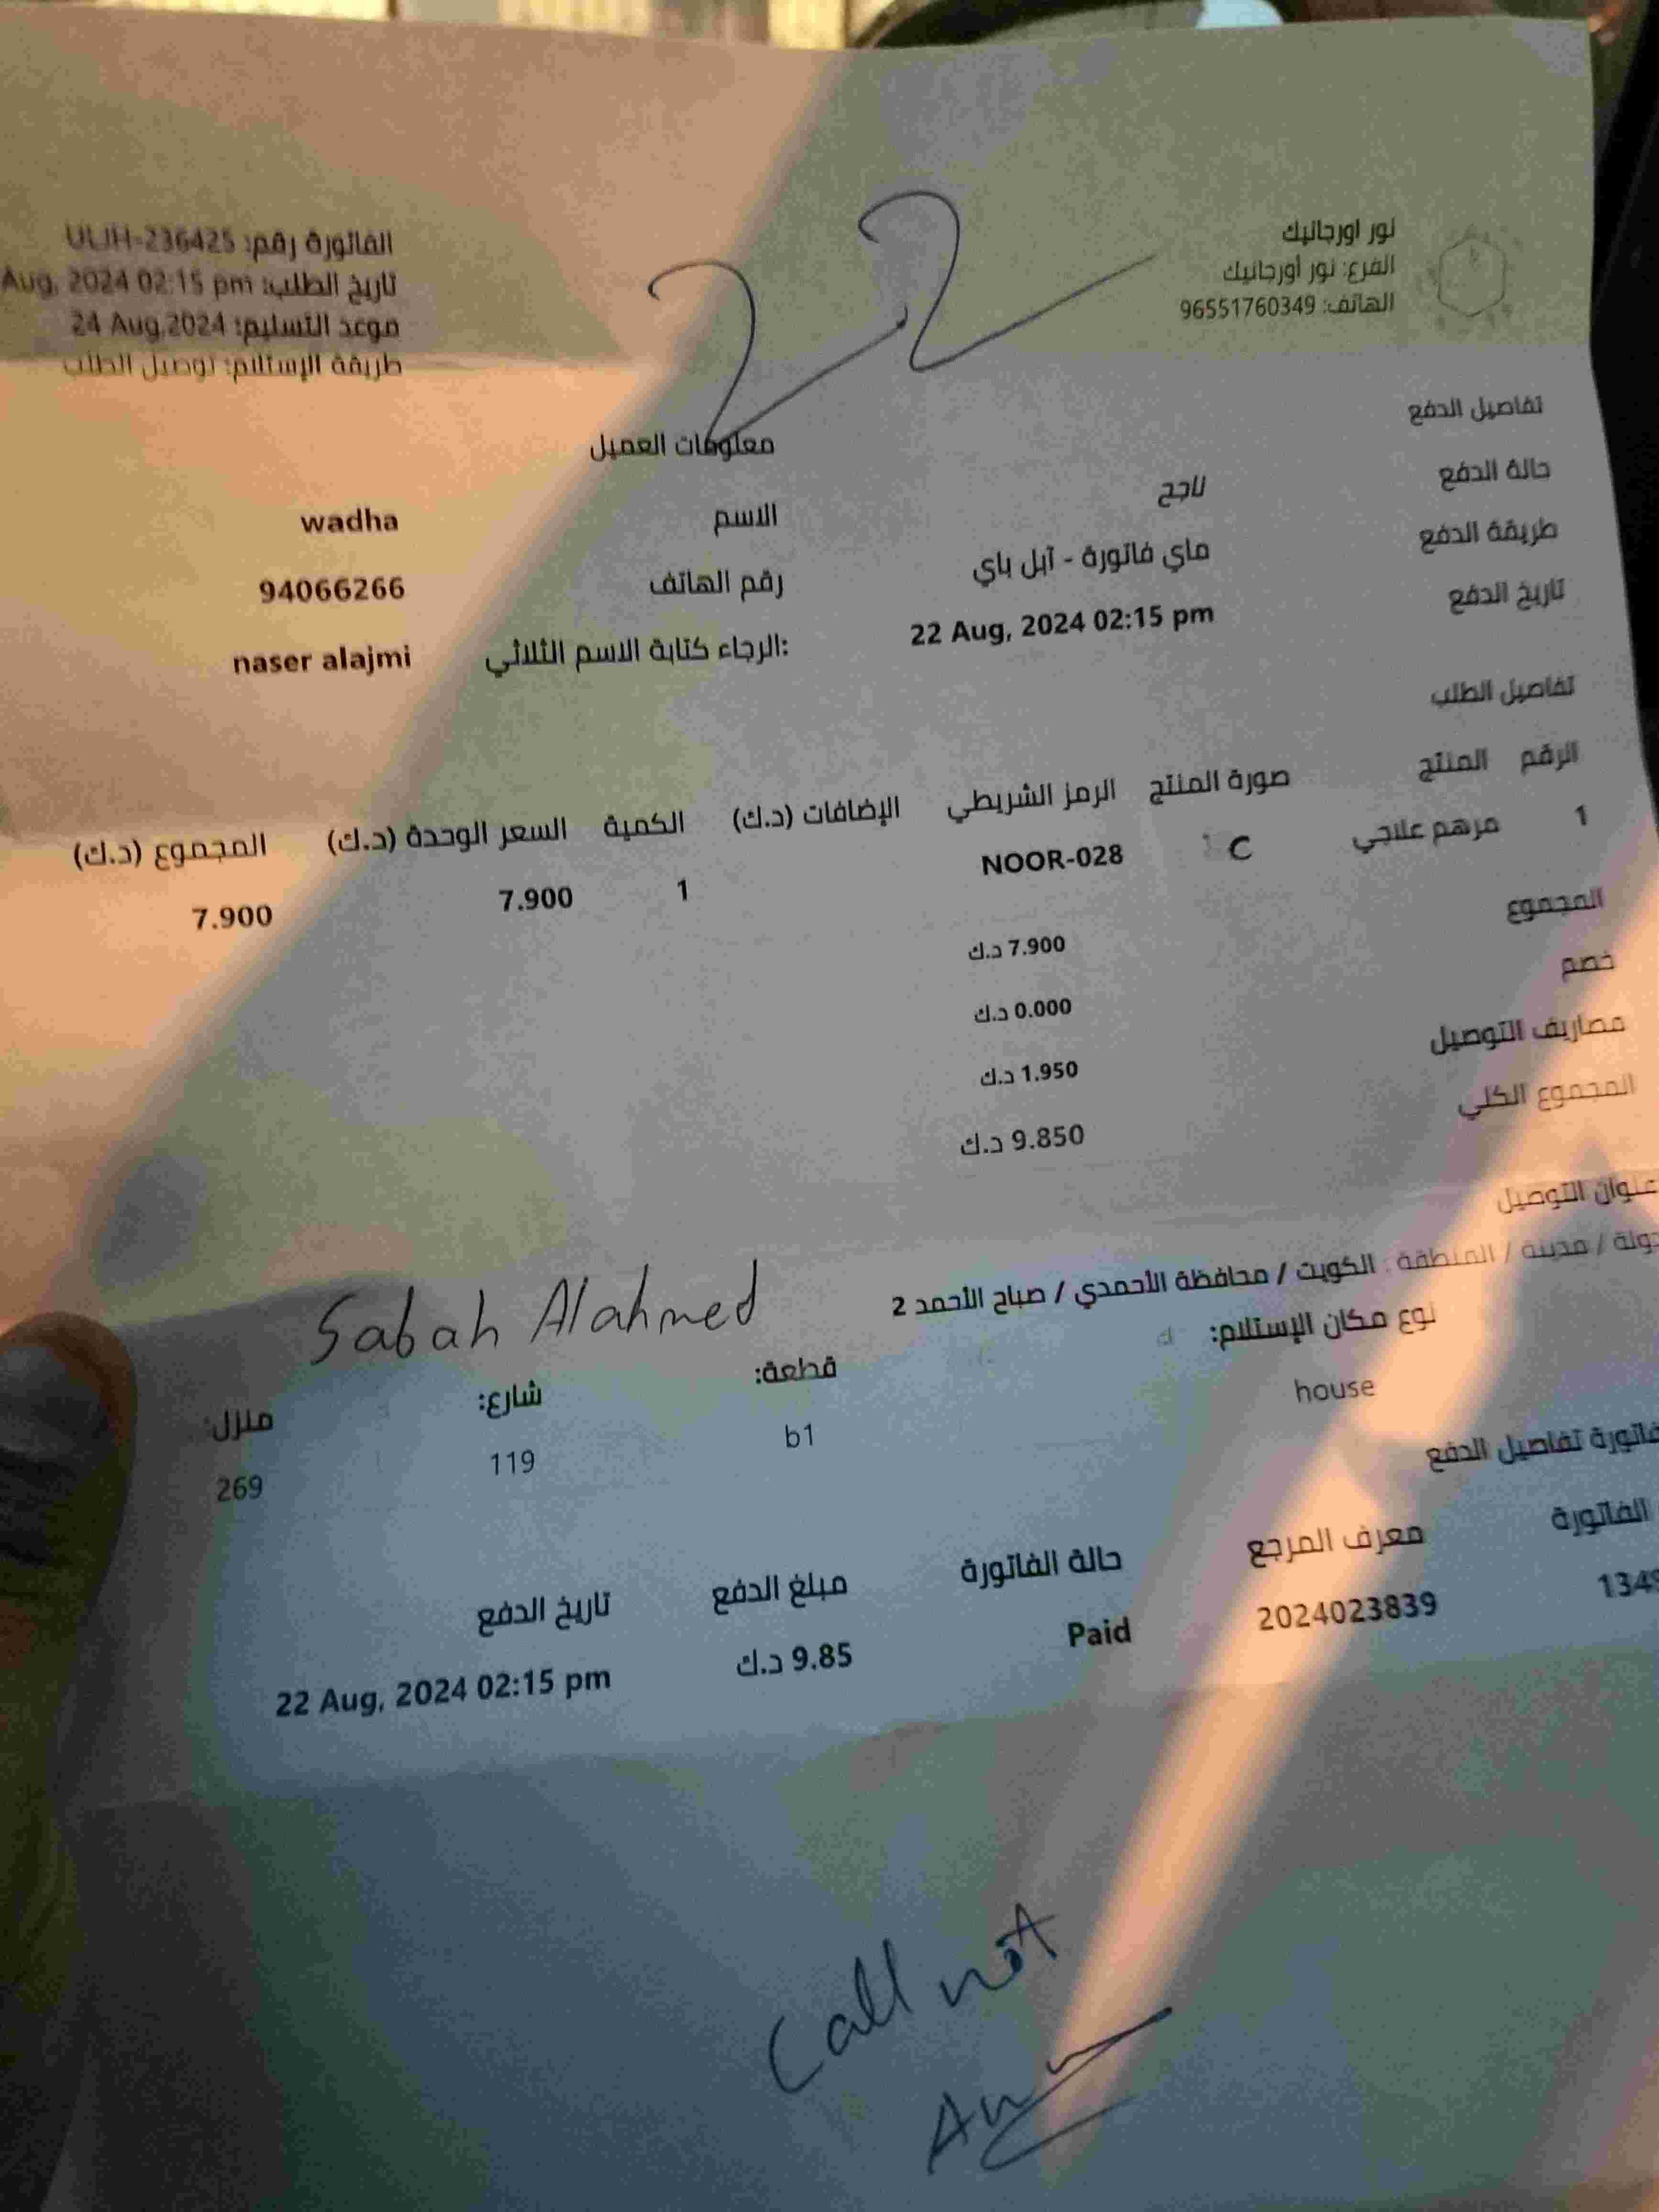 نور اورجانيك
الفرع: نور أورجانيك
الهاتف: 96551760349
الفاتورة رقم: UIJH-236425
تاريخ الطلب: Aug, 2024 02:15 pm
موعد التسليم: 24 Aug,2024
طريقة الإستلام: توصيل الطلب
22
تفاصيل الدفع
حالة الدفع ناجح
طريقة الدفع ماي فاتورة - آبل باي
تاريخ الدفع 22 Aug, 2024 02:15 pm
معلومات العميل
الاسم wadha
رقم الهاتف 94066266
الرجاء كتابة الاسم الثلاثي: naser alajmi
تفاصيل الطلب
الرقم المنتج صورة المنتج الرمز الشريطي الإضافات (د.ك) الكمية السعر الوحدة (د.ك) المجموع (د.ك)
1 مرهم علاجي NOOR-028 1 7.900 7.900
المجموع 7.900 د.ك
خصم 0.000 د.ك
مصاريف التوصيل 1.950 د.ك
المجموع الكلي 9.850 د.ك
عنوان التوصيل
دولة / مدينة / المنطقة : الكويت / محافظة الأحمدي / صباح الأحمد 2
Sabah Alahmed
نوع مكان الإستلام: قطعة: شارع: منزل:
house b1 119 269
فاتورة تفاصيل الدفع
الفاتورة معرف المرجع حالة الفاتورة مبلغ الدفع تاريخ الدفع
1349 2024023839 Paid 9.85 د.ك 22 Aug, 2024 02:15 pm
Call not